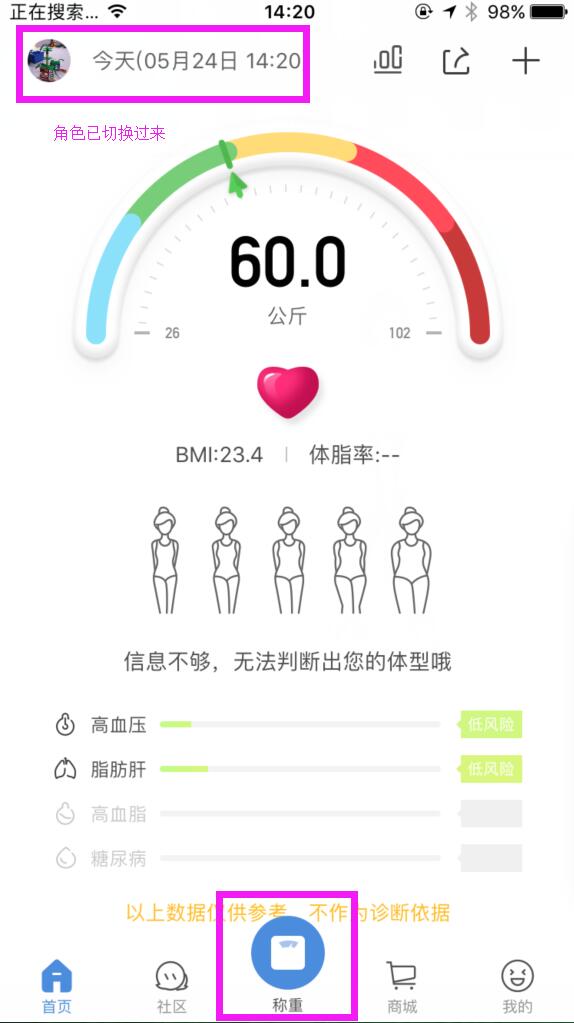 正在搜索... 14:20 98%
今天(05月24日 14:20
角色已切换过来
60.0
公斤
26 102
BMI:23.4 | 体脂率:--
信息不够，无法判断出您的体型哦
高血压 低风险
脂肪肝 低风险
高血脂
糖尿病
以上数据仅供参考，不作为诊断依据
首页 社区 称重 商城 我的